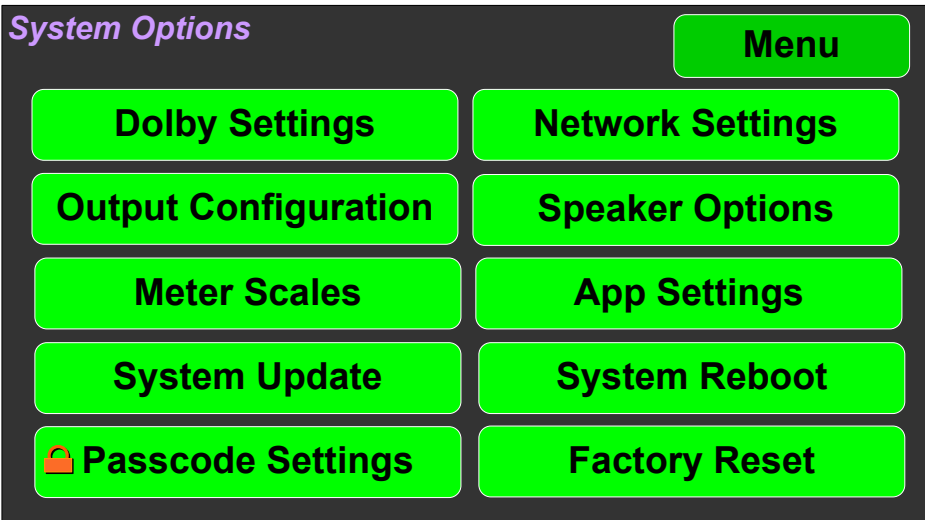 System Options
Menu
Dolby Settings
Network Settings
Output Configuration
Speaker Options
Meter Scales
App Settings
System Update
System Reboot
Passcode Settings
Factory Reset